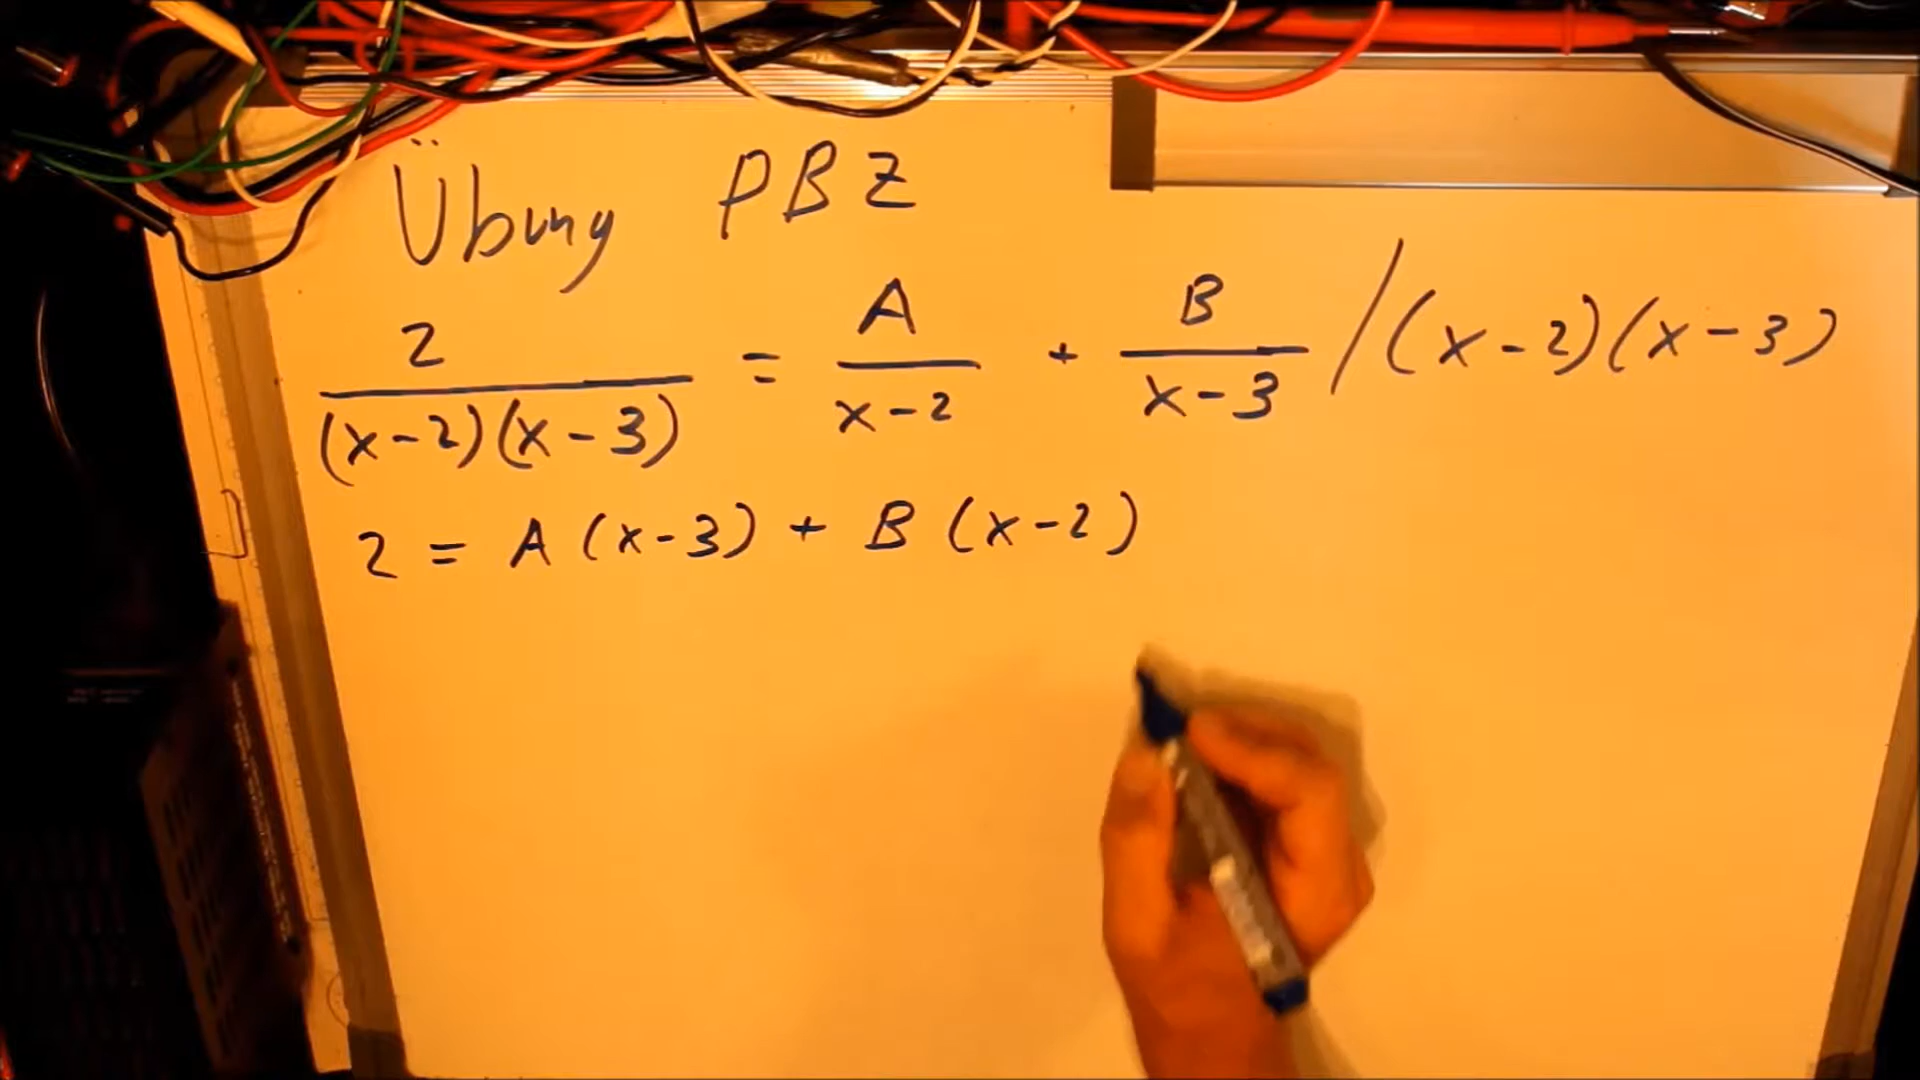 Übung PBZ
2/((x-2)(x-3)) = A/(x-2) + B/(x-3) /(x-2)(x-3)
2 = A(x-3) + B(x-2)